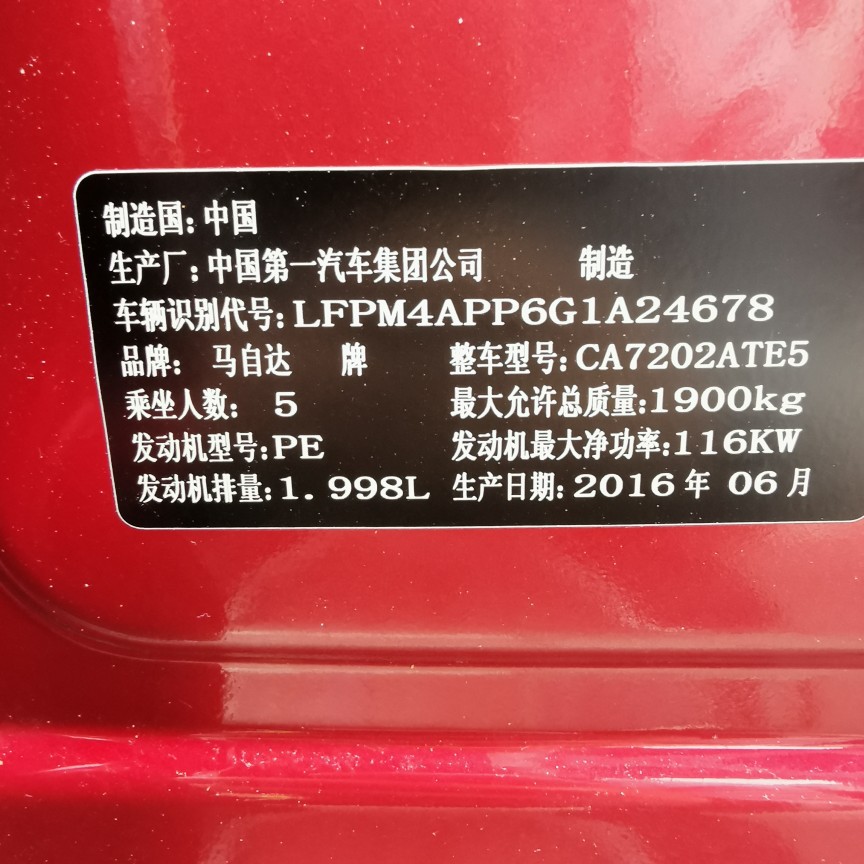 制造国:中国
生产厂:中国第一汽车集团公司 制造
车辆识别代号:LFPM4APP6G1A24678
品牌: 马自达 牌 整车型号:CA7202ATE5
乘坐人数: 5 最大允许总质量:1900kg
发动机型号:PE 发动机最大净功率:116KW
发动机排量:1.998L 生产日期:2016年 06月